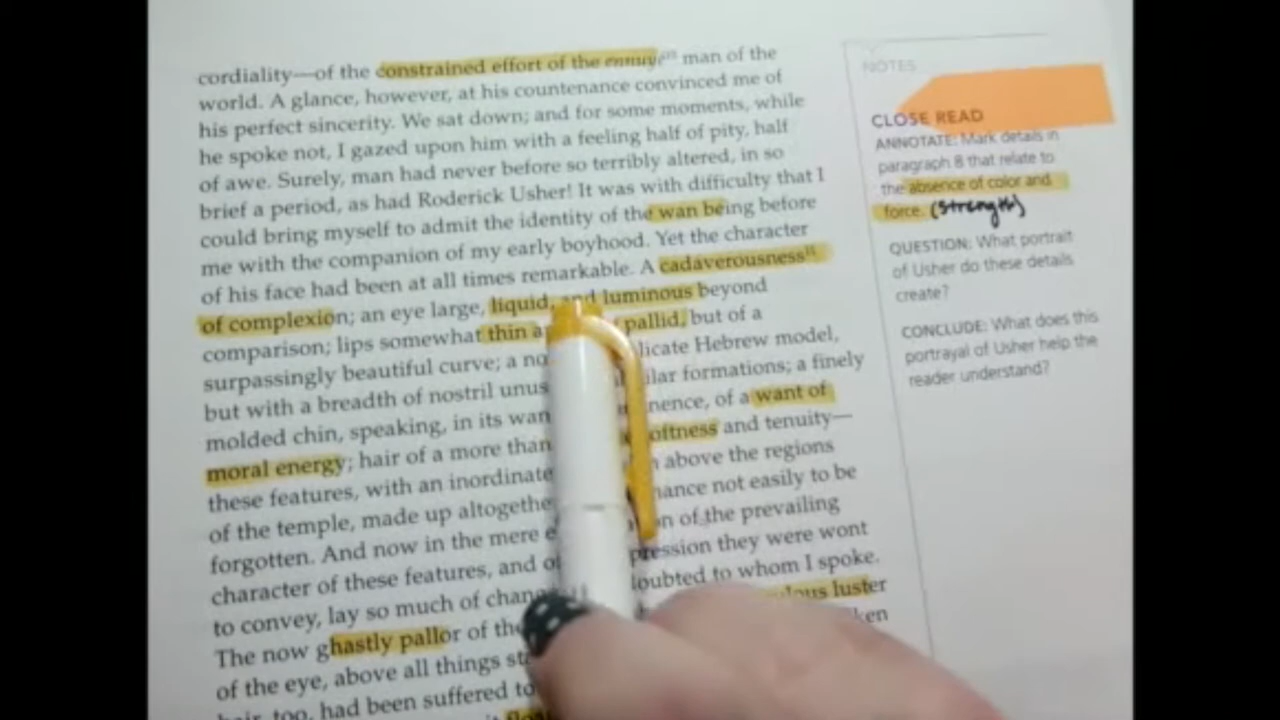 cordiality—of the constrained effort of the ennuyé man of the
world. A glance, however, at his countenance convinced me of
his perfect sincerity. We sat down; and for some moments, while
he spoke not, I gazed upon him with a feeling half of pity, half
of awe. Surely, man had never before so terribly altered, in so
brief a period, as had Roderick Usher! It was with difficulty that I
could bring myself to admit the identity of the wan being before
me with the companion of my early boyhood. Yet the character
of his face had been at all times remarkable. A cadaverousness
of complexion; an eye large, liquid, and luminous beyond
comparison; lips somewhat thin a pallid, but of a
surpassingly beautiful curve; a no licate Hebrew model,
but with a breadth of nostril unus ilar formations; a finely
molded chin, speaking, in its wan nence, of a want of
moral energy; hair of a more than oftness and tenuity—
these features, with an inordinate above the regions
of the temple, made up altogethe nance not easily to be
forgotten. And now in the mere e n of the prevailing
character of these features, and o pression they were wont
to convey, lay so much of chan loubted to whom I spoke.
The now ghastly pallor of the ulous luster
of the eye, above all things st ken
hair, too, had been suffered to
NOTES
CLOSE READ
ANNOTATE: Mark details in
paragraph 8 that relate to
the absence of color and
force. (strength)
QUESTION: What portrait
of Usher do these details
create?
CONCLUDE: What does this
portrayal of Usher help the
reader understand?